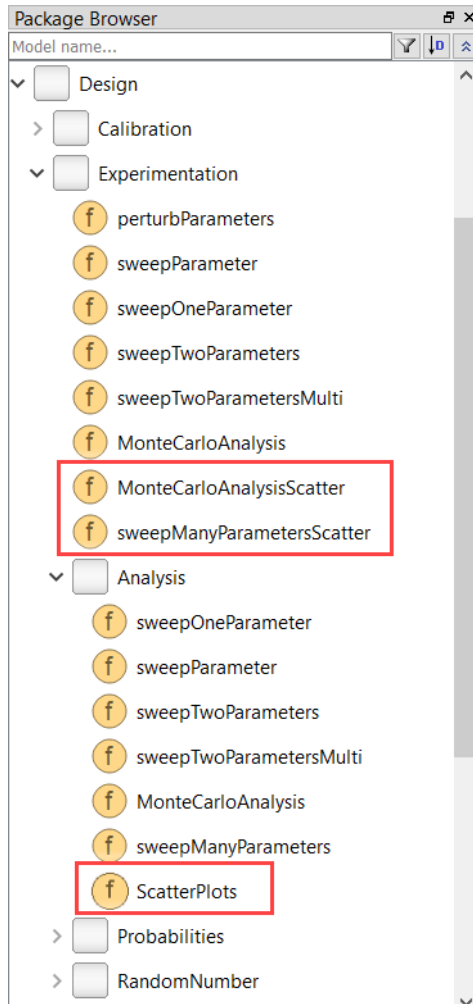 Package Browser
Model name...
Design
Calibration
Experimentation
f perturbParameters
f sweepParameter
f sweepOneParameter
f sweepTwoParameters
f sweepTwoParametersMulti
f MonteCarloAnalysis
f MonteCarloAnalysisScatter
f sweepManyParametersScatter
Analysis
f sweepOneParameter
f sweepParameter
f sweepTwoParameters
f sweepTwoParametersMulti
f MonteCarloAnalysis
f sweepManyParameters
f ScatterPlots
Probabilities
RandomNumber